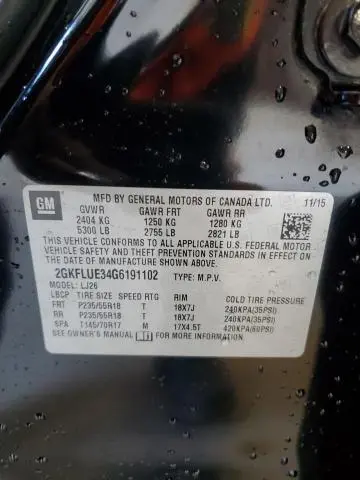 GM
MFD BY GENERAL MOTORS OF CANADA LTD. 11/15
GVWR GAWR FRT GAWR RR
2404 KG 1250 KG 1280 KG
5300 LB 2755 LB 2821 LB
THIS VEHICLE CONFORMS TO ALL APPLICABLE U.S. FEDERAL MOTOR
VEHICLE SAFETY, BUMPER, AND THEFT PREVENTION STANDARDS IN EFFECT
ON THE DATE OF MANUFACTURE SHOWN ABOVE.
2GKFLUE34G6191102 TYPE: M.P.V.
MODEL: LJ26
LBCP TIRE SIZE SPEED RTG RIM COLD TIRE PRESSURE
FRT P235/55R18 T 18X7J 240KPA(35PSI)
RR P235/55R18 T 18X7J 240KPA(35PSI)
SPA T145/70R17 M 17X4.5T 420KPA(60PSI)
SEE OWNER'S MANUAL FOR MORE INFORMATION.